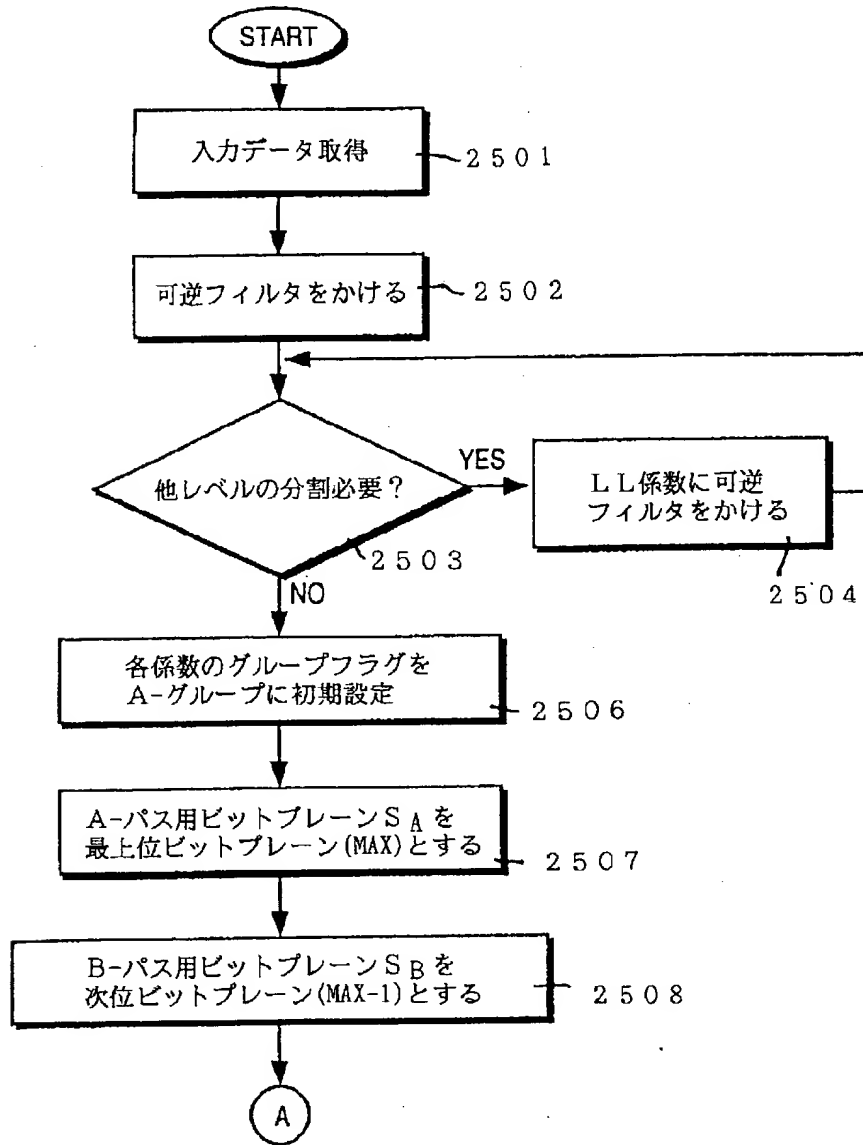 START
入力データ取得
2501
可逆フィルタをかける
2502
他レベルの分割必要？
YES
2503
NO
LL係数に可逆
フィルタをかける
2504
各係数のグループフラグを
A-グループに初期設定
2506
A-パス用ビットプレーンSAを
最上位ビットプレーン(MAX)とする
2507
B-パス用ビットプレーンSBを
次位ビットプレーン(MAX-1)とする
2508
A